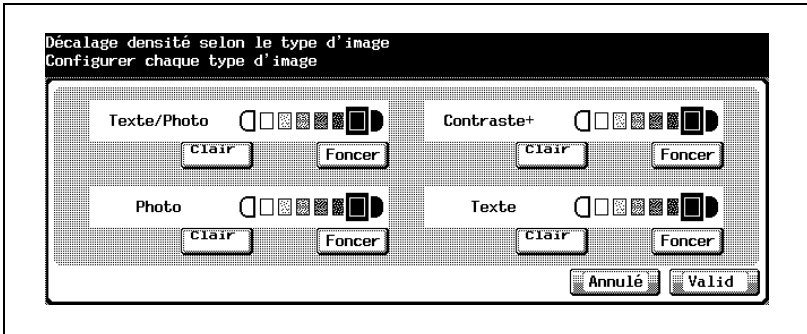 Décalage densité selon le type d'image
Configurer chaque type d'image
Texte/Photo
Contraste+
Clair
Foncer
Clair
Foncer
Photo
Texte
Clair
Foncer
Clair
Foncer
Annulé
Valid